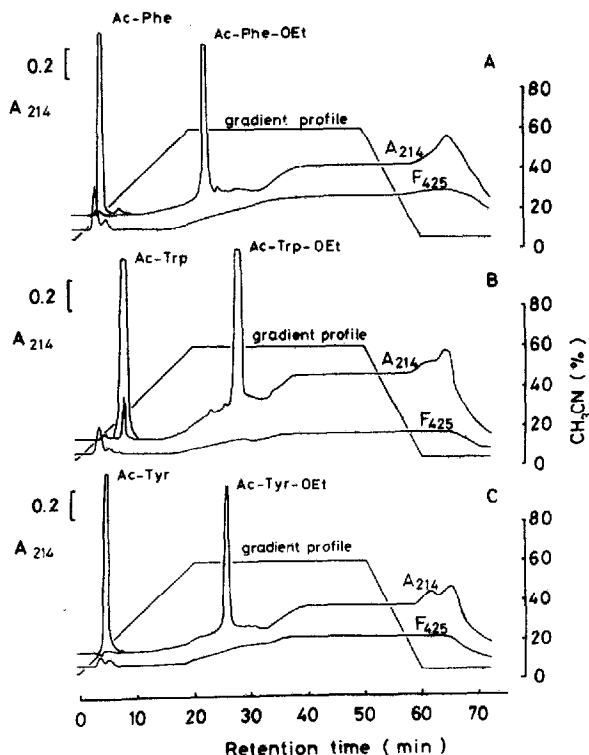 Ac-Phe
Ac-Phe-OEt
A
0.2
A 214
gradient profile
A214
F425
80
60
40
20
0
Ac-Trp
Ac-Trp-OEt
B
0.2
A 214
gradient profile
A214
F425
80
60
40
20
0
CH3CN (%)
Ac-Tyr
Ac-Tyr-OEt
C
0.2
A 214
gradient profile
A214
F425
80
60
40
20
0
0 10 20 30 40 50 60 70
Retention time (min)